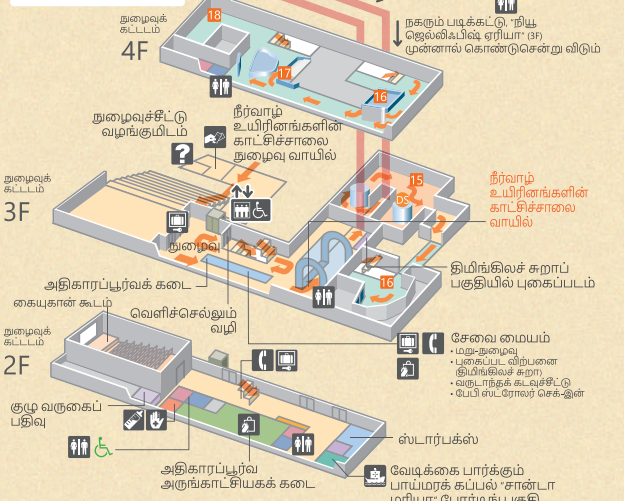 18
நுழைவுக்
கட்டடம்
4F
17
16
நகரும் படிக்கட்டு, "நியூ
ஜெல்லிஃபிஷ் ஏரியா" (3F)
முன்னால் கொண்டுசென்று விடும்
நுழைவுச்சீட்டு
வழங்குமிடம்
நீர்வாழ்
உயிரினங்களின்
காட்சிச்சாலை
நுழைவு வாயில்
?
நுழைவுக்
கட்டடம்
3F
15
DS
நீர்வாழ்
உயிரினங்களின்
காட்சிச்சாலை
வாயில்
நுழைவு
16
திமிங்கிலச் சுறாப்
பகுதியில் புகைப்படம்
அதிகாரப்பூர்வக் கடை
வெளிச்செல்லும்
வழி
கையுகான் கூடம்
நுழைவுக்
கட்டடம்
2F
சேவை மையம்
• மறு-நுழைவு
• புகைப்பட விற்பனை
(திமிங்கிலச் சுறா)
• வருடாந்தக் கடவுச்சீட்டு
• பேபி ஸ்ட்ரோலர் செக்-இன்
குழு வருகைப்
பதிவு
ஸ்டார்பக்ஸ்
அதிகாரப்பூர்வ
அருங்காட்சியகக் கடை
வேடிக்கை பார்க்கும்
பாய்மரக் கப்பல் "சான்டா